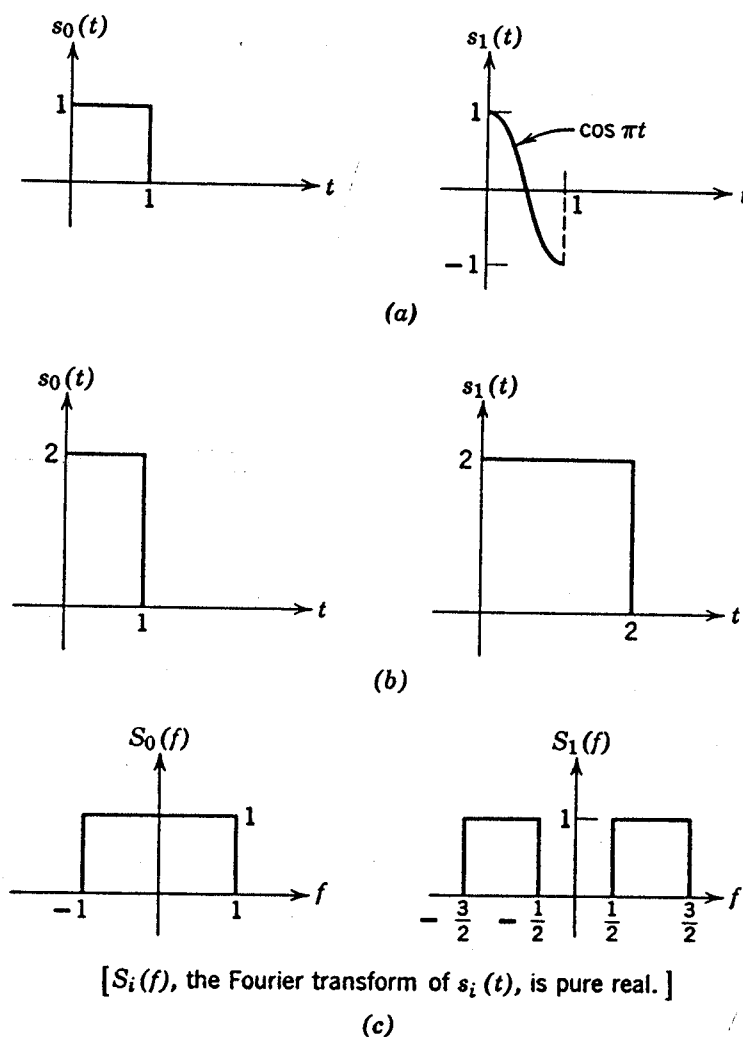 s₀(t)
1
1
t
s₁(t)
1
cos πt
1
t
−1
(a)
s₀(t)
2
1
t
s₁(t)
2
2
t
(b)
S₀(f)
1
−1
1
f
S₁(f)
1
−3/2
−1/2
1/2
3/2
f
[Sᵢ(f), the Fourier transform of sᵢ(t), is pure real.]
(c)